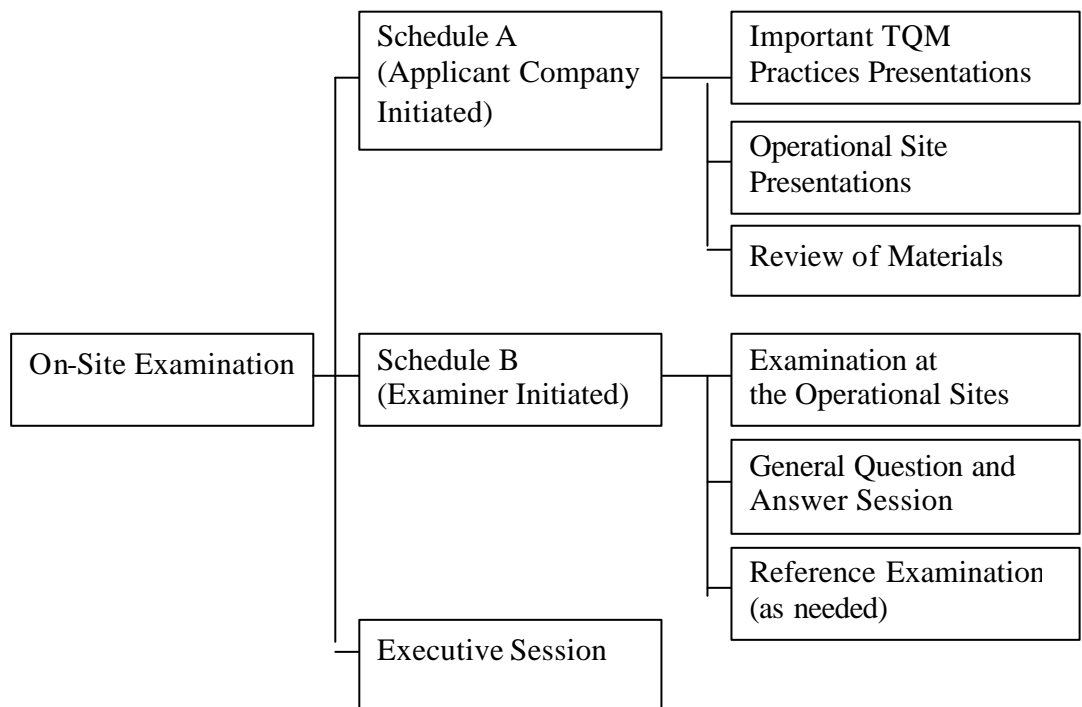 Schedule A
(Applicant Company
Initiated)
Important TQM
Practices Presentations
Operational Site
Presentations
Review of Materials
On-Site Examination
Schedule B
(Examiner Initiated)
Examination at
the Operational Sites
General Question and
Answer Session
Reference Examination
(as needed)
Executive Session